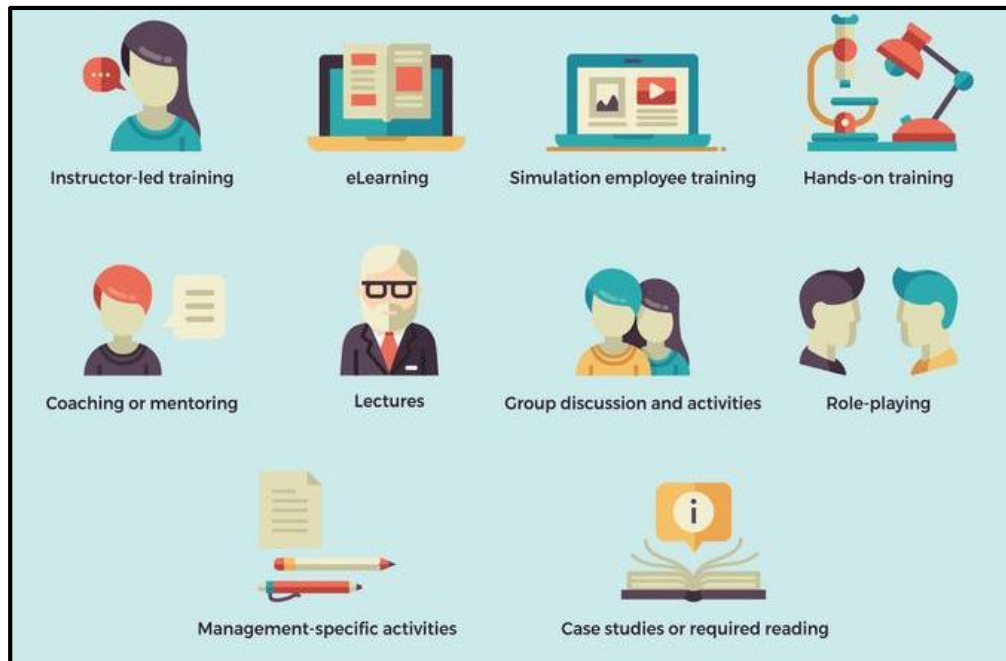 Instructor-led training
eLearning
Simulation employee training
Hands-on training
Coaching or mentoring
Lectures
Group discussion and activities
Role-playing
i
Management-specific activities
Case studies or required reading